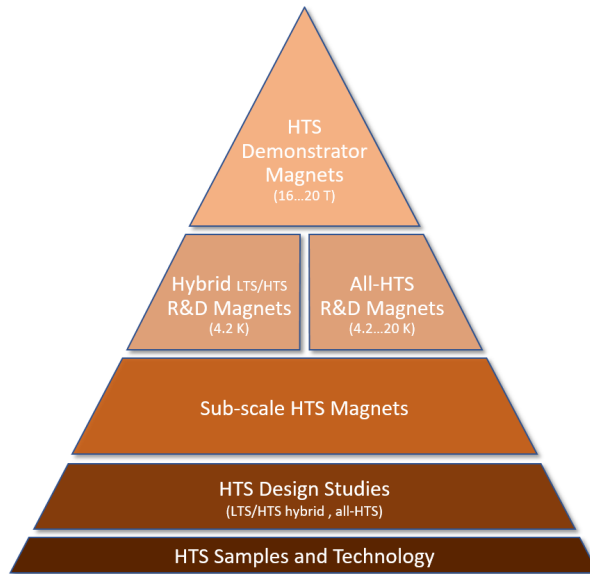 HTS
Demonstrator
Magnets
(16...20 T)
Hybrid LTS/HTS
R&D Magnets
(4.2 K)
All-HTS
R&D Magnets
(4.2...20 K)
Sub-scale HTS Magnets
HTS Design Studies
(LTS/HTS hybrid , all-HTS)
HTS Samples and Technology